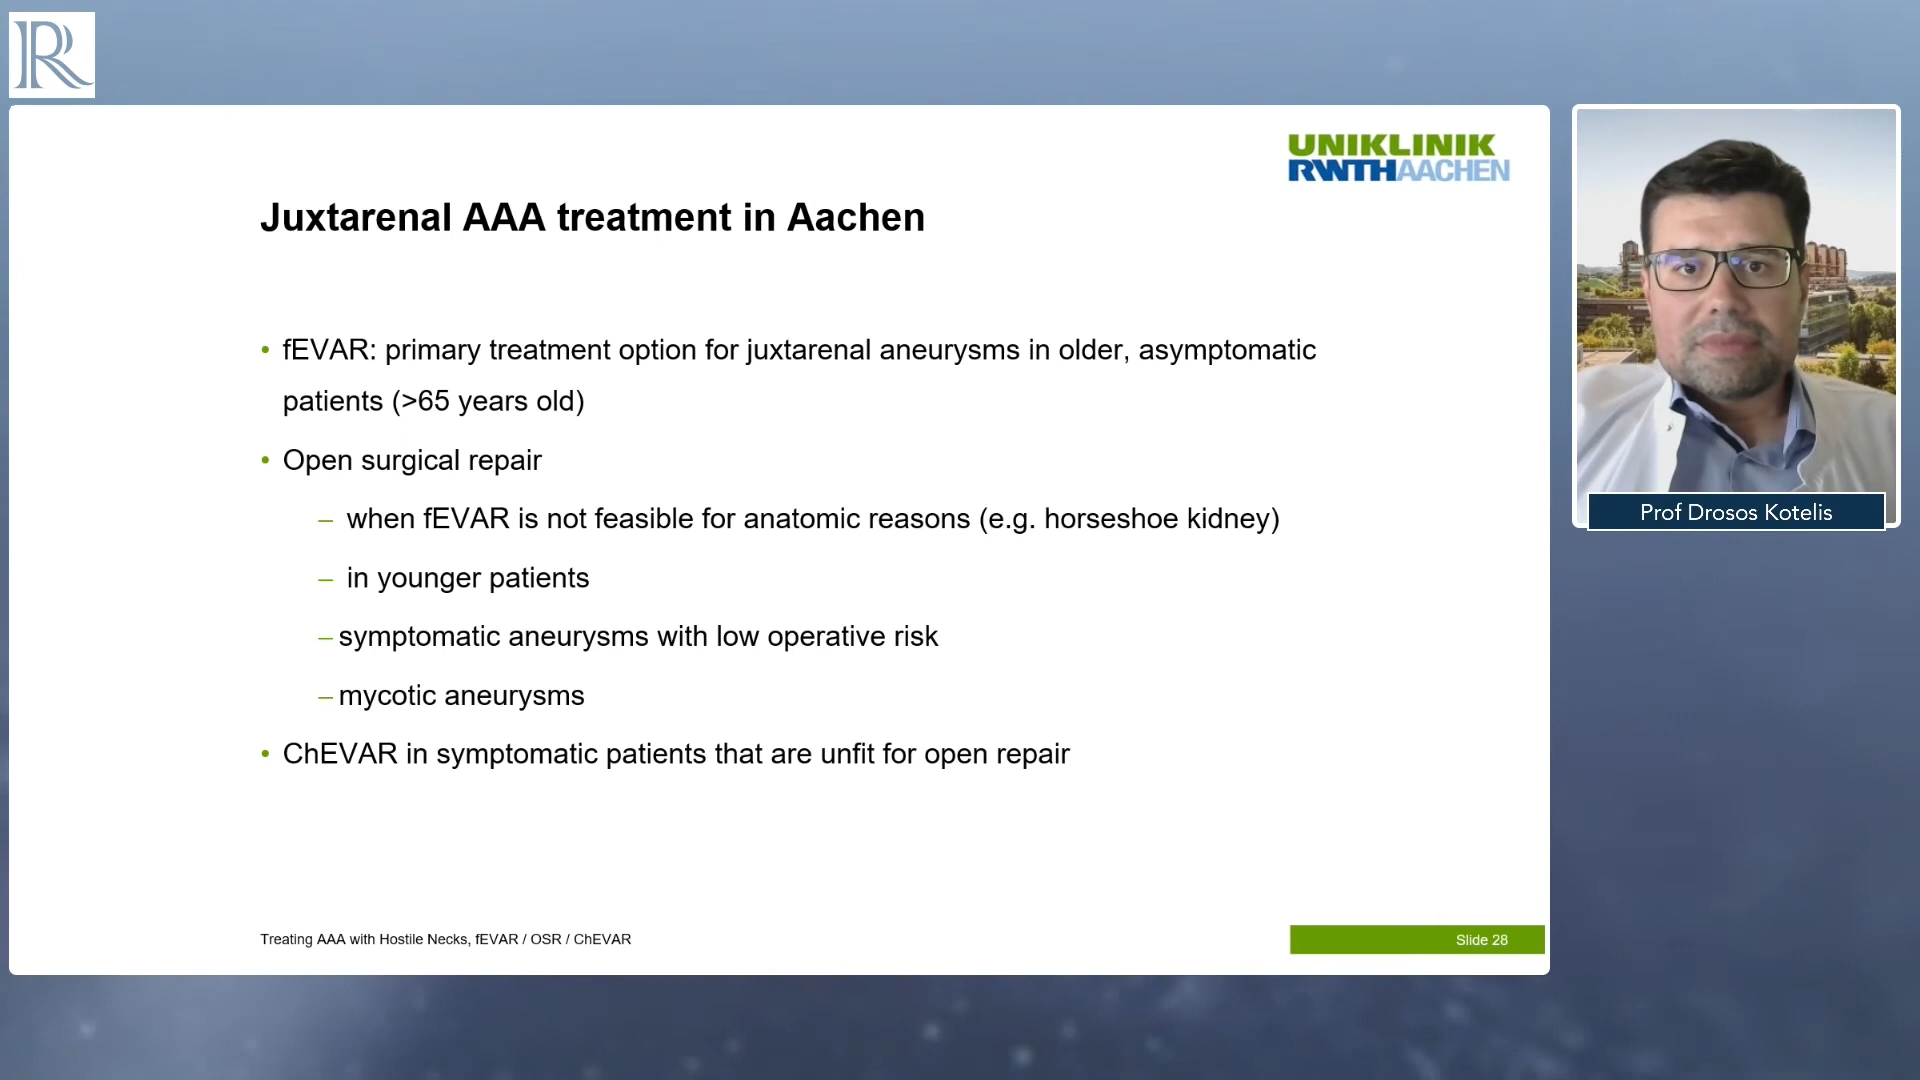 R
UNIKLINIK
RWTHAACHEN
Juxtarenal AAA treatment in Aachen
• fEVAR: primary treatment option for juxtarenal aneurysms in older, asymptomatic
patients (>65 years old)
• Open surgical repair
– when fEVAR is not feasible for anatomic reasons (e.g. horseshoe kidney)
– in younger patients
– symptomatic aneurysms with low operative risk
– mycotic aneurysms
• ChEVAR in symptomatic patients that are unfit for open repair
Treating AAA with Hostile Necks, fEVAR / OSR / ChEVAR
Slide 28
Prof Drosos Kotelis